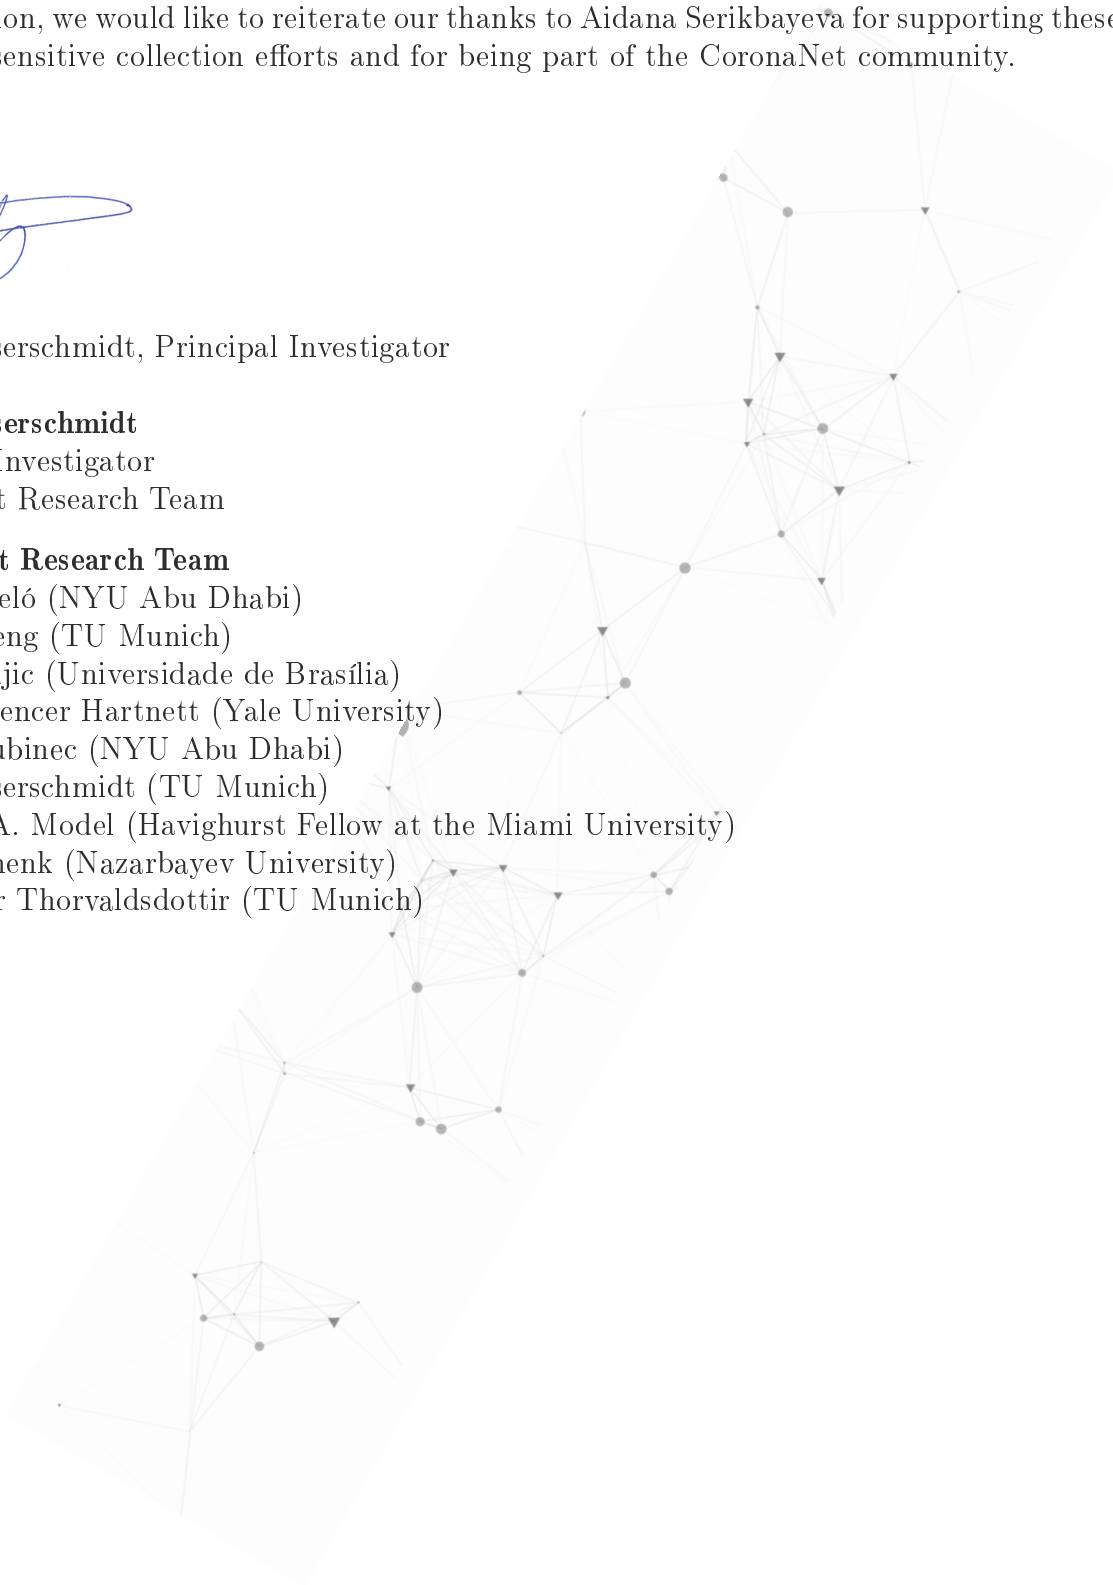 ion, we would like to reiterate our thanks to Aidana Serikbayeva for supporting these
sensitive collection efforts and for being part of the CoronaNet community.
serschmidt, Principal Investigator
serschmidt
Investigator
t Research Team
t Research Team
eló (NYU Abu Dhabi)
eng (TU Munich)
jic (Universidade de Brasília)
encer Hartnett (Yale University)
ubinec (NYU Abu Dhabi)
serschmidt (TU Munich)
A. Model (Havighurst Fellow at the Miami University)
henk (Nazarbayev University)
r Thorvaldsdottir (TU Munich)